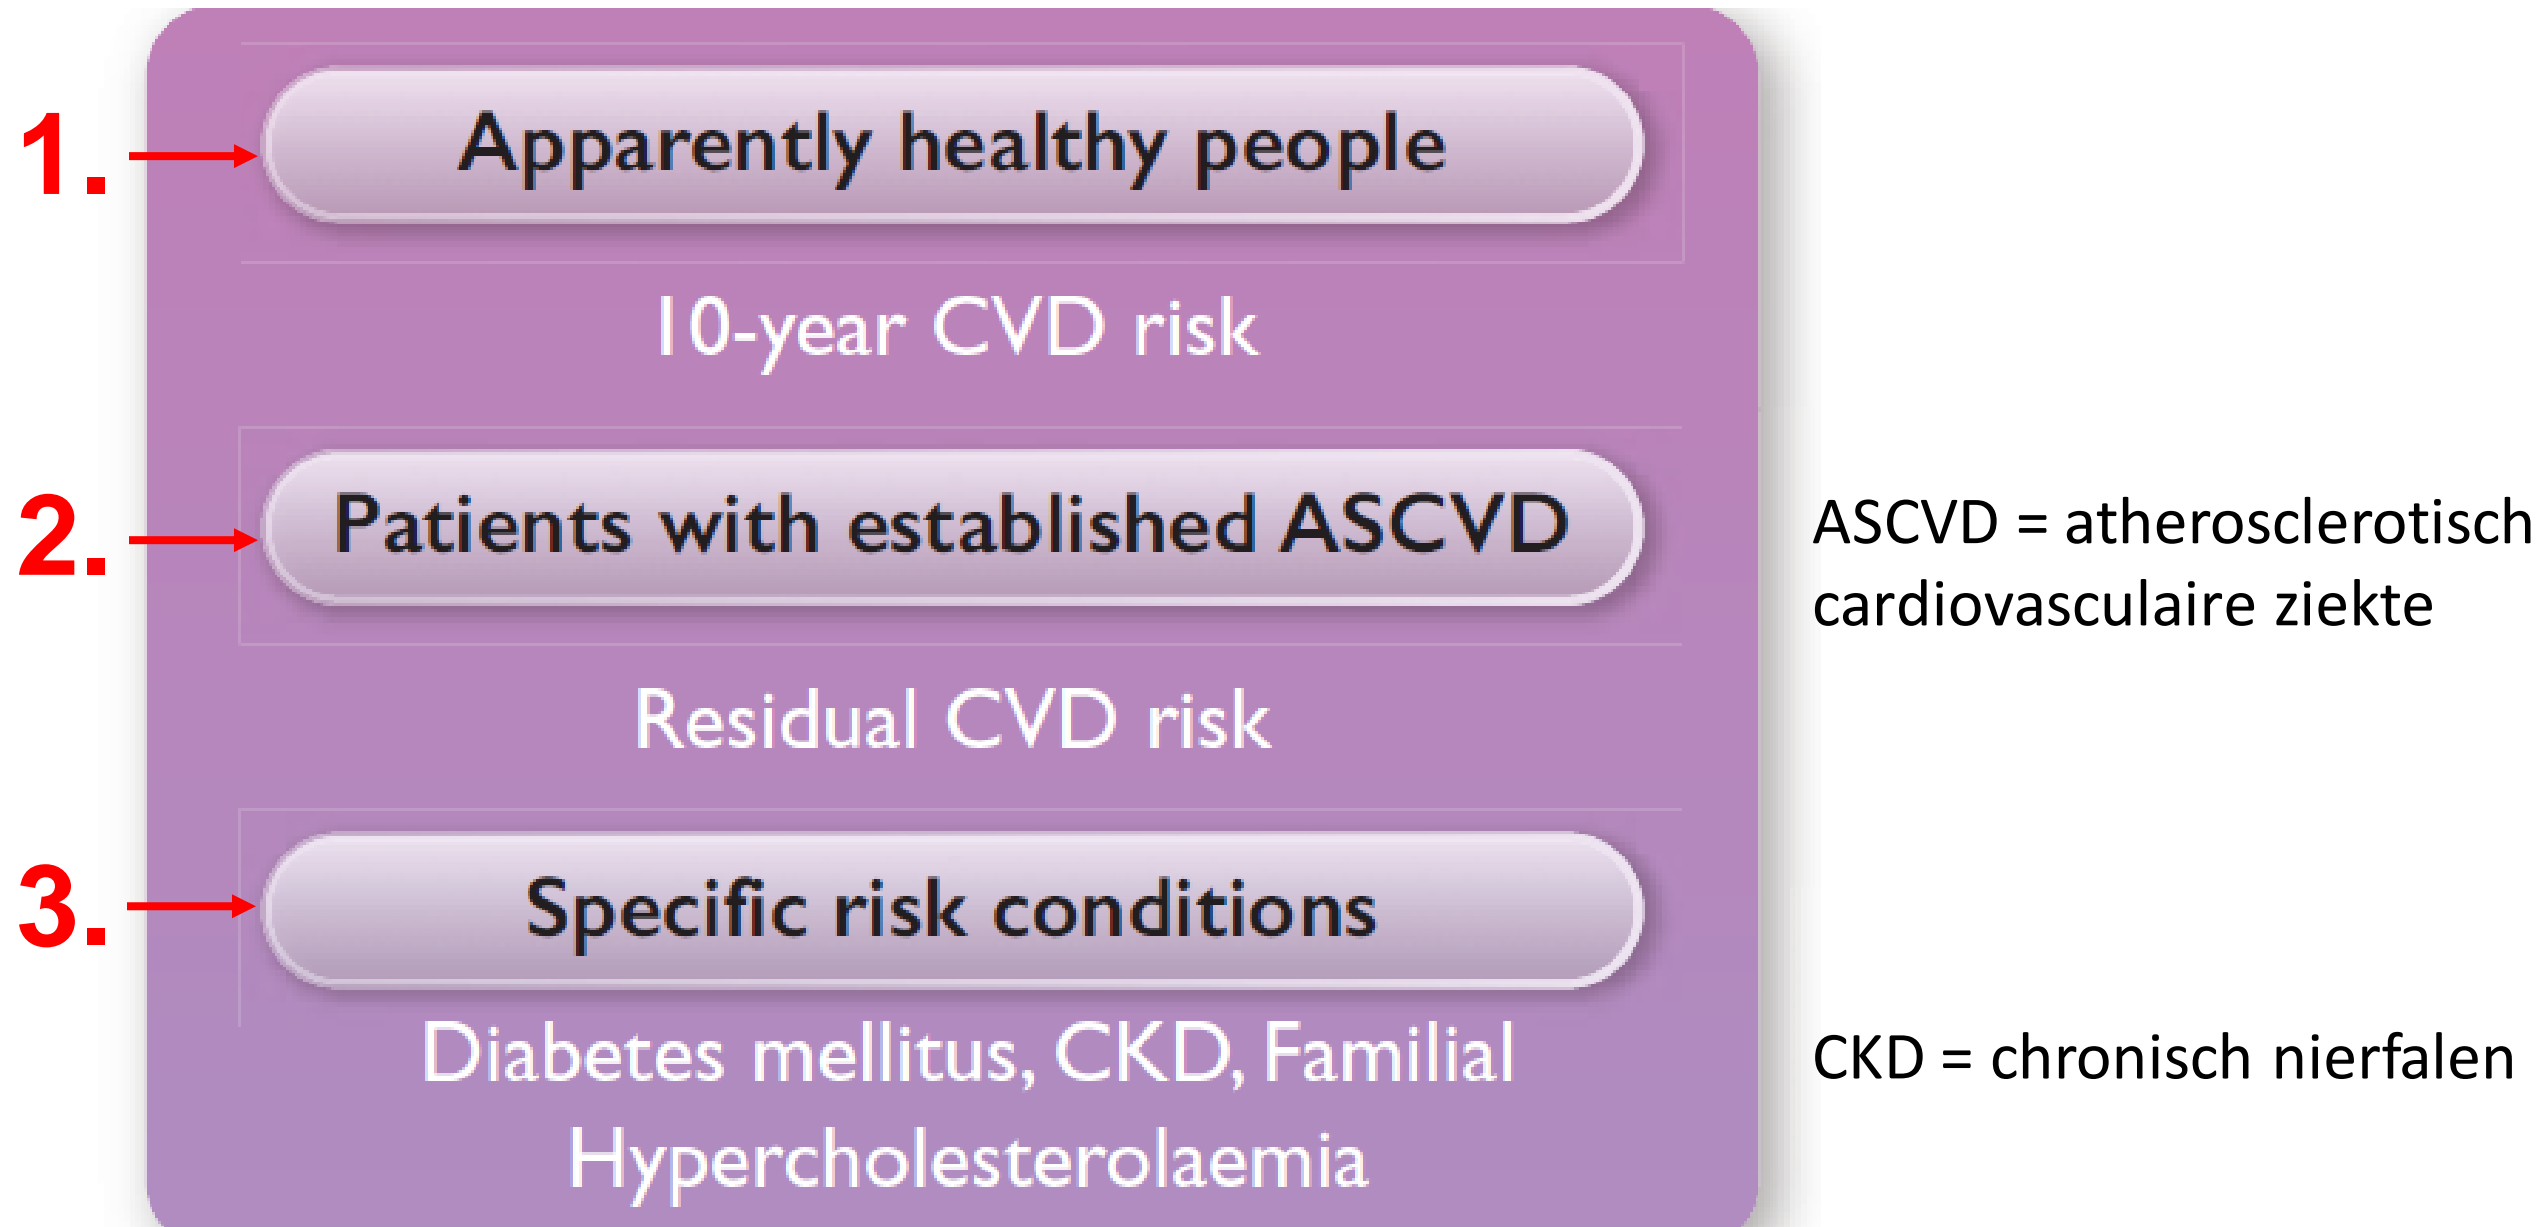 1.
Apparently healthy people
10-year CVD risk
2.
Patients with established ASCVD
ASCVD = atherosclerotisch
cardiovasculaire ziekte
Residual CVD risk
3.
Specific risk conditions
Diabetes mellitus, CKD, Familial
Hypercholesterolaemia
CKD = chronisch nierfalen